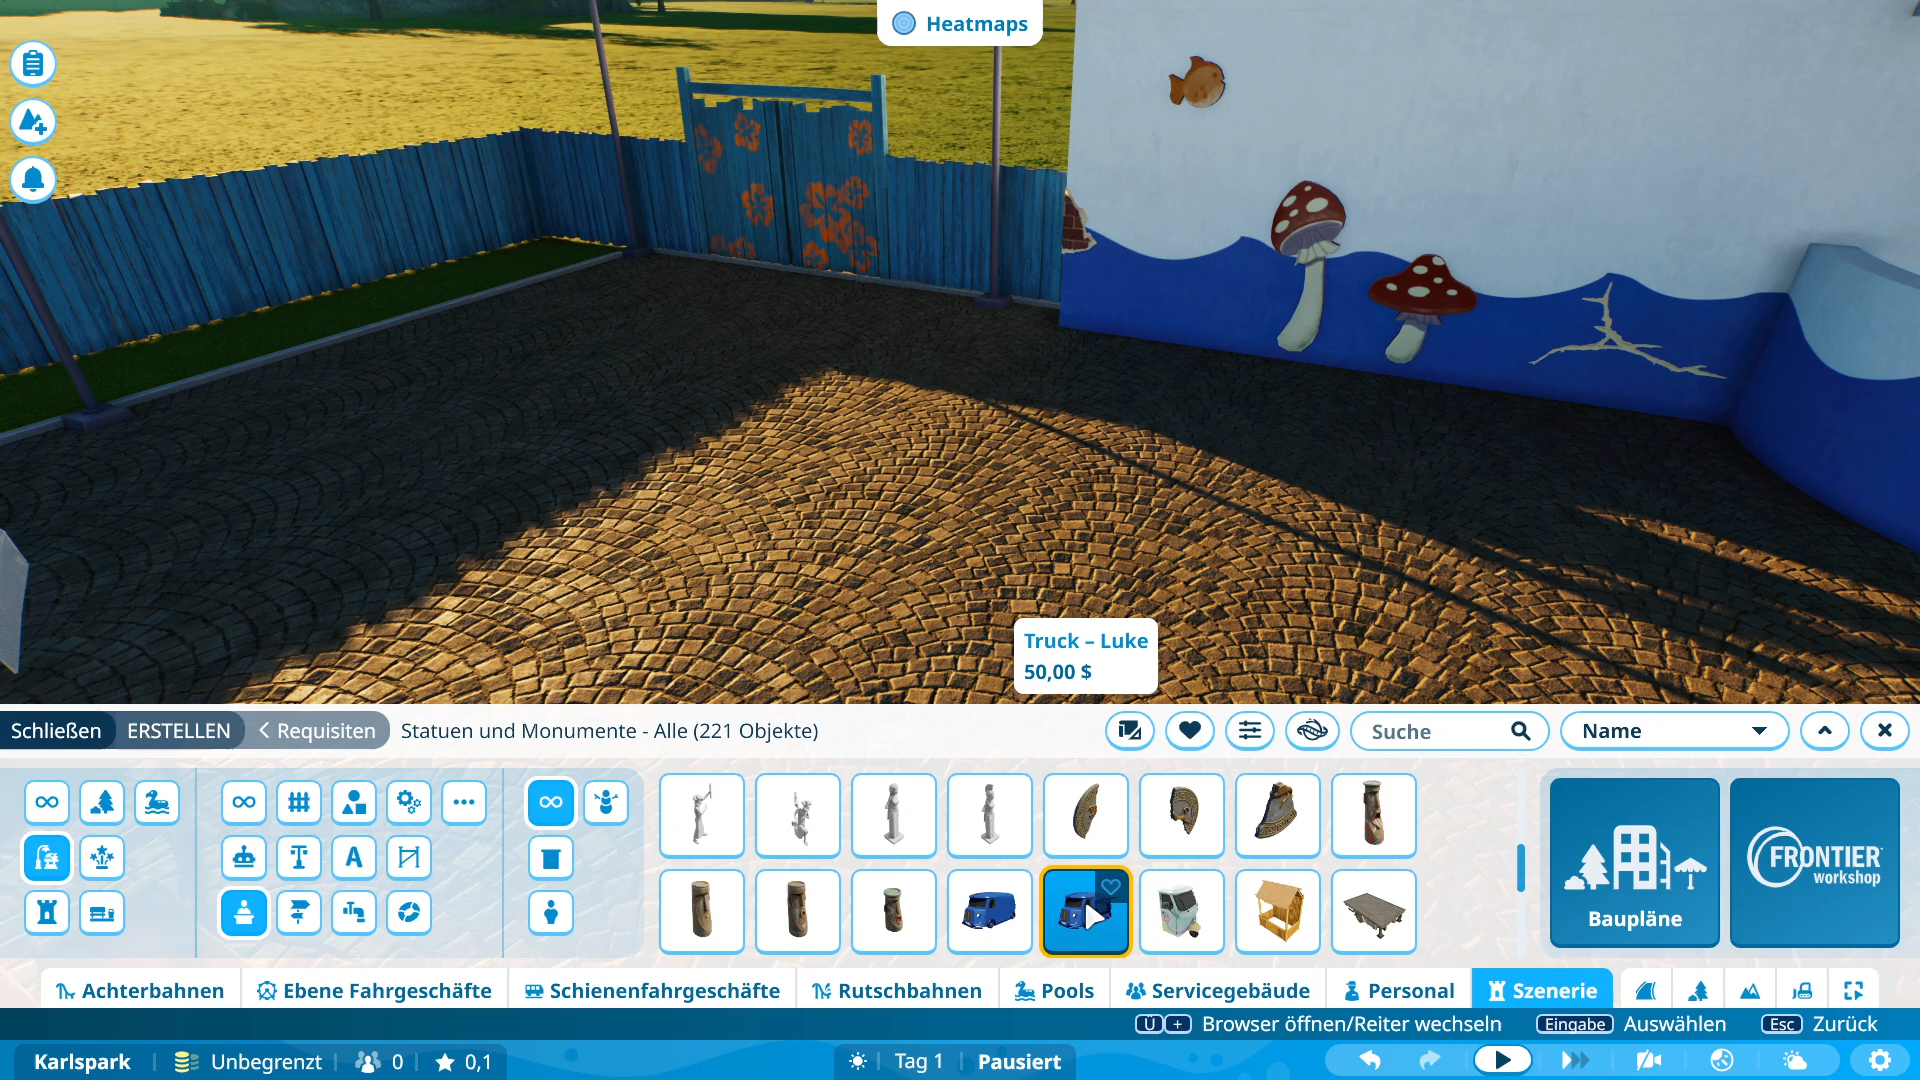 Heatmaps
Truck – Luke
50,00 $
Schließen
ERSTELLEN
Requisiten
Statuen und Monumente - Alle (221 Objekte)
Suche
Name
A
Baupläne
FRONTIER
workshop
Achterbahnen
Ebene Fahrgeschäfte
Schienenfahrgeschäfte
Rutschbahnen
Pools
Servicegebäude
Personal
Szenerie
Ü + Browser öffnen/Reiter wechseln
Eingabe Auswählen
Esc Zurück
Karlspark
Unbegrenzt
0
0,1
Tag 1
Pausiert